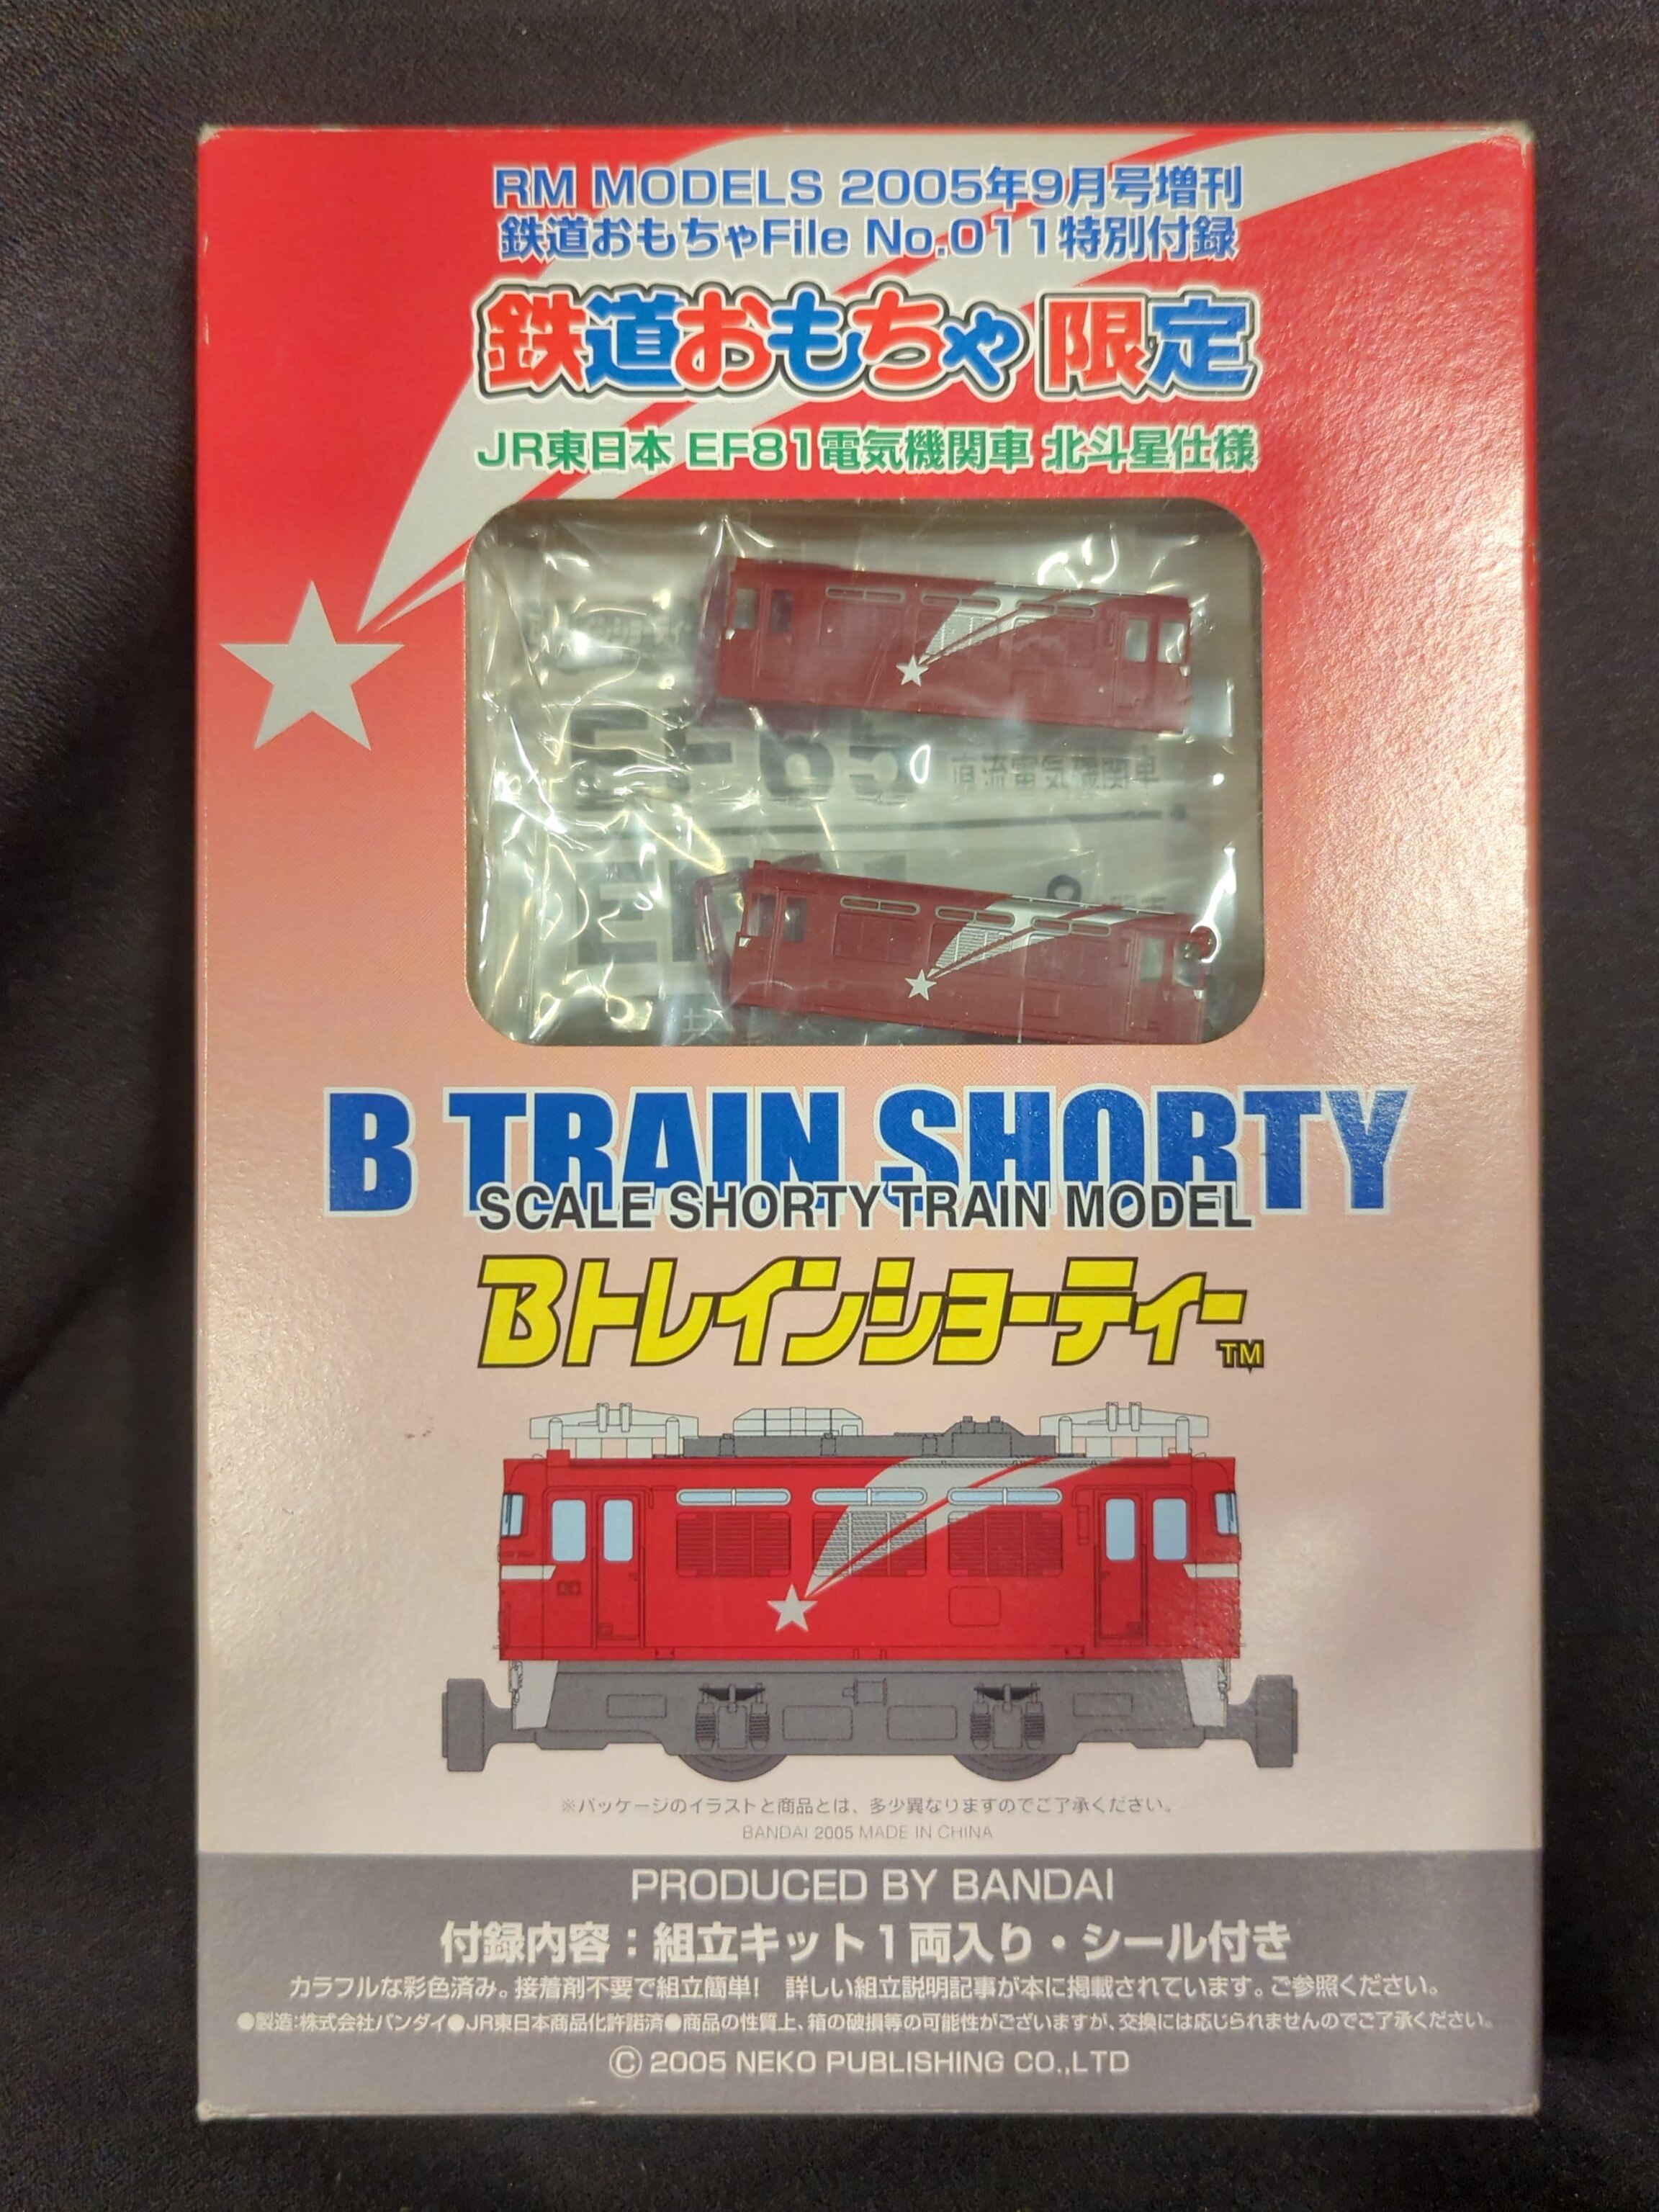 RM MODELS 2005年9月号増刊
鉄道おもちゃFile No.011特別付録
鉄道おもちゃ 限定
JR東日本 EF81電気機関車 北斗星仕様
直流電気機関車
B TRAIN SHORTY
SCALE SHORTY TRAIN MODEL
Bトレインショーティー™
※パッケージのイラストと商品とは、多少異なりますのでご了承ください。
BANDAI 2005 MADE IN CHINA
PRODUCED BY BANDAI
付録内容：組立キット1両入り・シール付き
カラフルな彩色済み。接着剤不要で組立簡単！ 詳しい組立説明記事が本に掲載されています。ご参照ください。
●製造：株式会社バンダイ●JR東日本商品化許諾済●商品の性質上、箱の破損等の可能性がございますが、交換には応じられませんのでご了承ください。
© 2005 NEKO PUBLISHING CO.,LTD